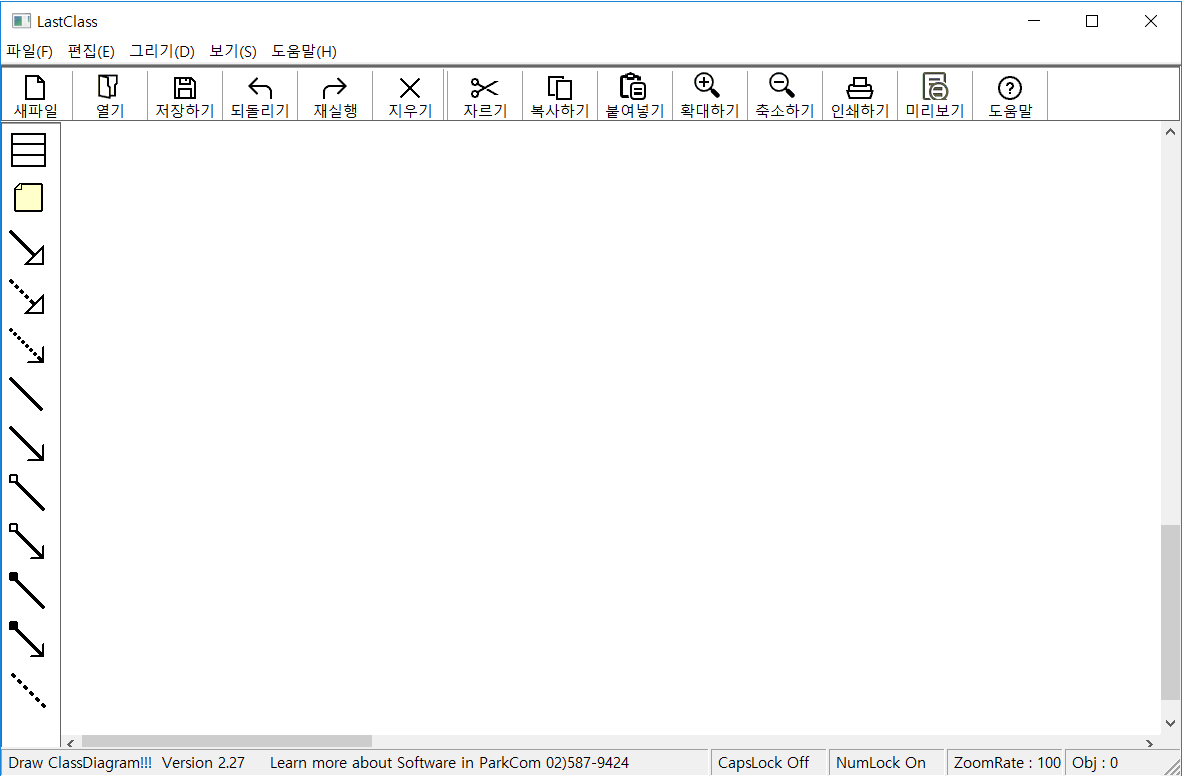 LastClass
파일(F) 편집(E) 그리기(D) 보기(S) 도움말(H)
새파일 열기 저장하기 되돌리기 재실행 지우기 자르기 복사하기 붙여넣기 확대하기 축소하기 인쇄하기 미리보기 도움말
Draw ClassDiagram!!! Version 2.27 Learn more about Software in ParkCom 02)587-9424 CapsLock Off NumLock On ZoomRate : 100 Obj : 0